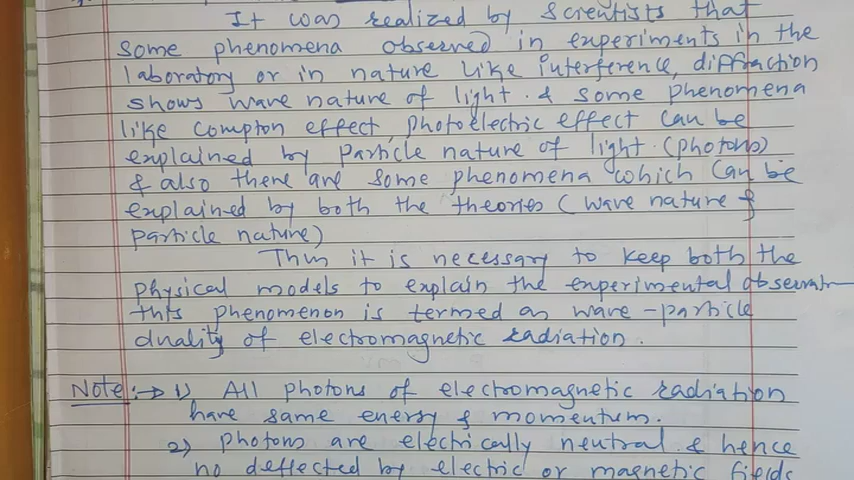 It was realized by scientists that
some phenomena observed in experiments in the
laboratory or in nature like interference, diffraction
shows wave nature of light. & some phenomena
like compton effect, photoelectric effect can be
explained by particle nature of light. (photons)
& also there are some phenomena which can be
explained by both the theories (wave nature &
particle nature)
Thus it is necessary to keep both the
physical models to explain the experimental observat
this phenomenon is termed as wave-particle
duality of electromagnetic radiation.
Note:→ 1) All photons of electromagnetic radiation
have same energy & momentum.
2) photons are electrically neutral & hence
no deflected by electric or magnetic fields